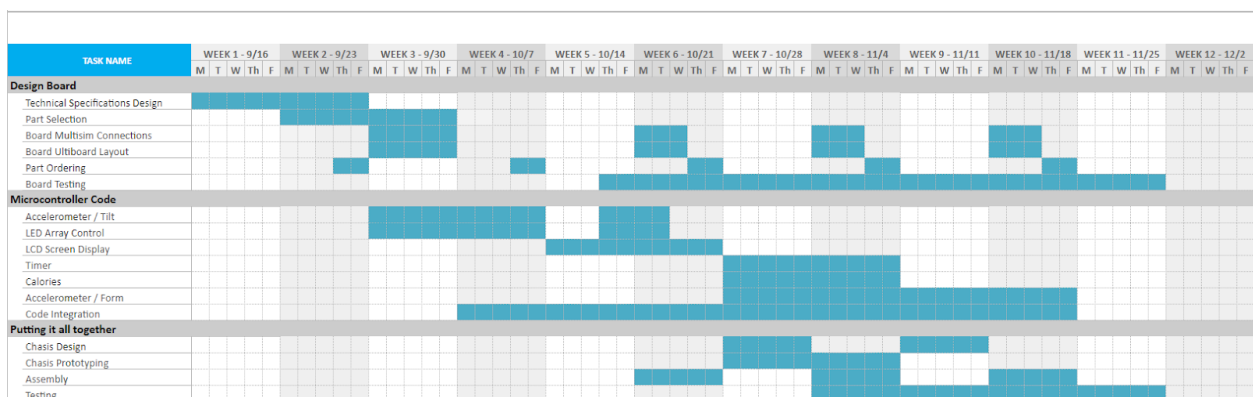 TASK NAME WEEK 1 - 9/16 WEEK 2 - 9/23 WEEK 3 - 9/30 WEEK 4 - 10/7 WEEK 5 - 10/14 WEEK 6 - 10/21 WEEK 7 - 10/28 WEEK 8 - 11/4 WEEK 9 - 11/11 WEEK 10 - 11/18 WEEK 11 - 11/25 WEEK 12 - 12/2
M T W Th F M T W Th F M T W Th F M T W Th F M T W Th F M T W Th F M T W Th F M T W Th F M T W Th F M T W Th F M T W Th F M T W Th F
Design Board
Technical Specifications Design
Part Selection
Board Multisim Connections
Board Ultiboard Layout
Part Ordering
Board Testing
Microcontroller Code
Accelerometer / Tilt
LED Array Control
LCD Screen Display
Timer
Calories
Accelerometer / Form
Code Integration
Putting it all together
Chasis Design
Chasis Prototyping
Assembly
Testing